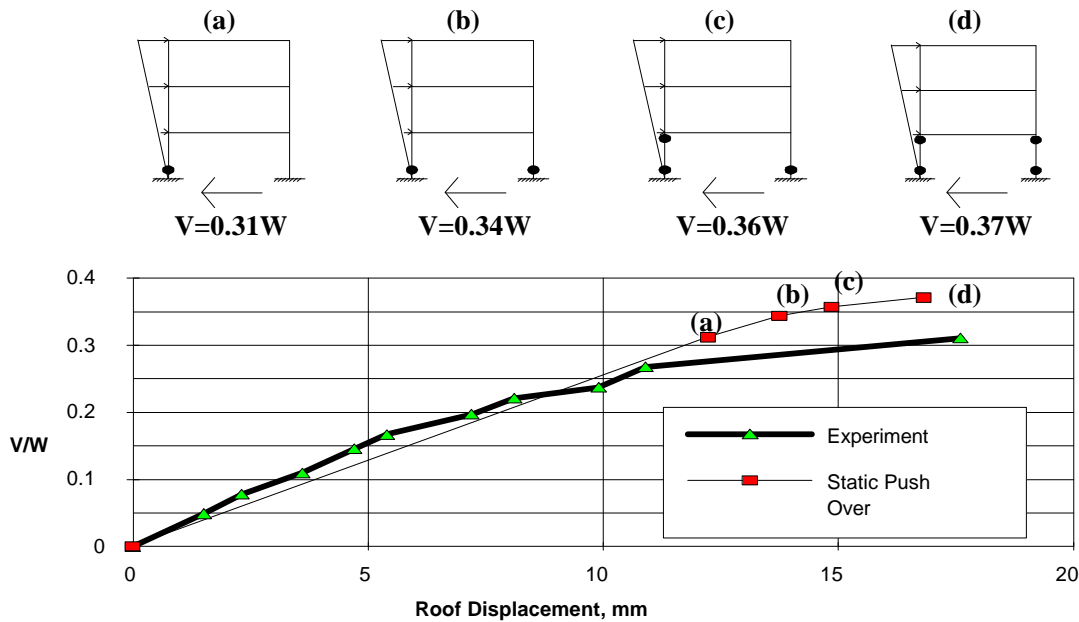 (a) (b) (c) (d)
V=0.31W V=0.34W V=0.36W V=0.37W
0.4
0.3
0.2
0.1
0
V/W
(a)
(b)
(c)
(d)
Experiment
Static Push
Over
0 5 10 15 20
Roof Displacement, mm